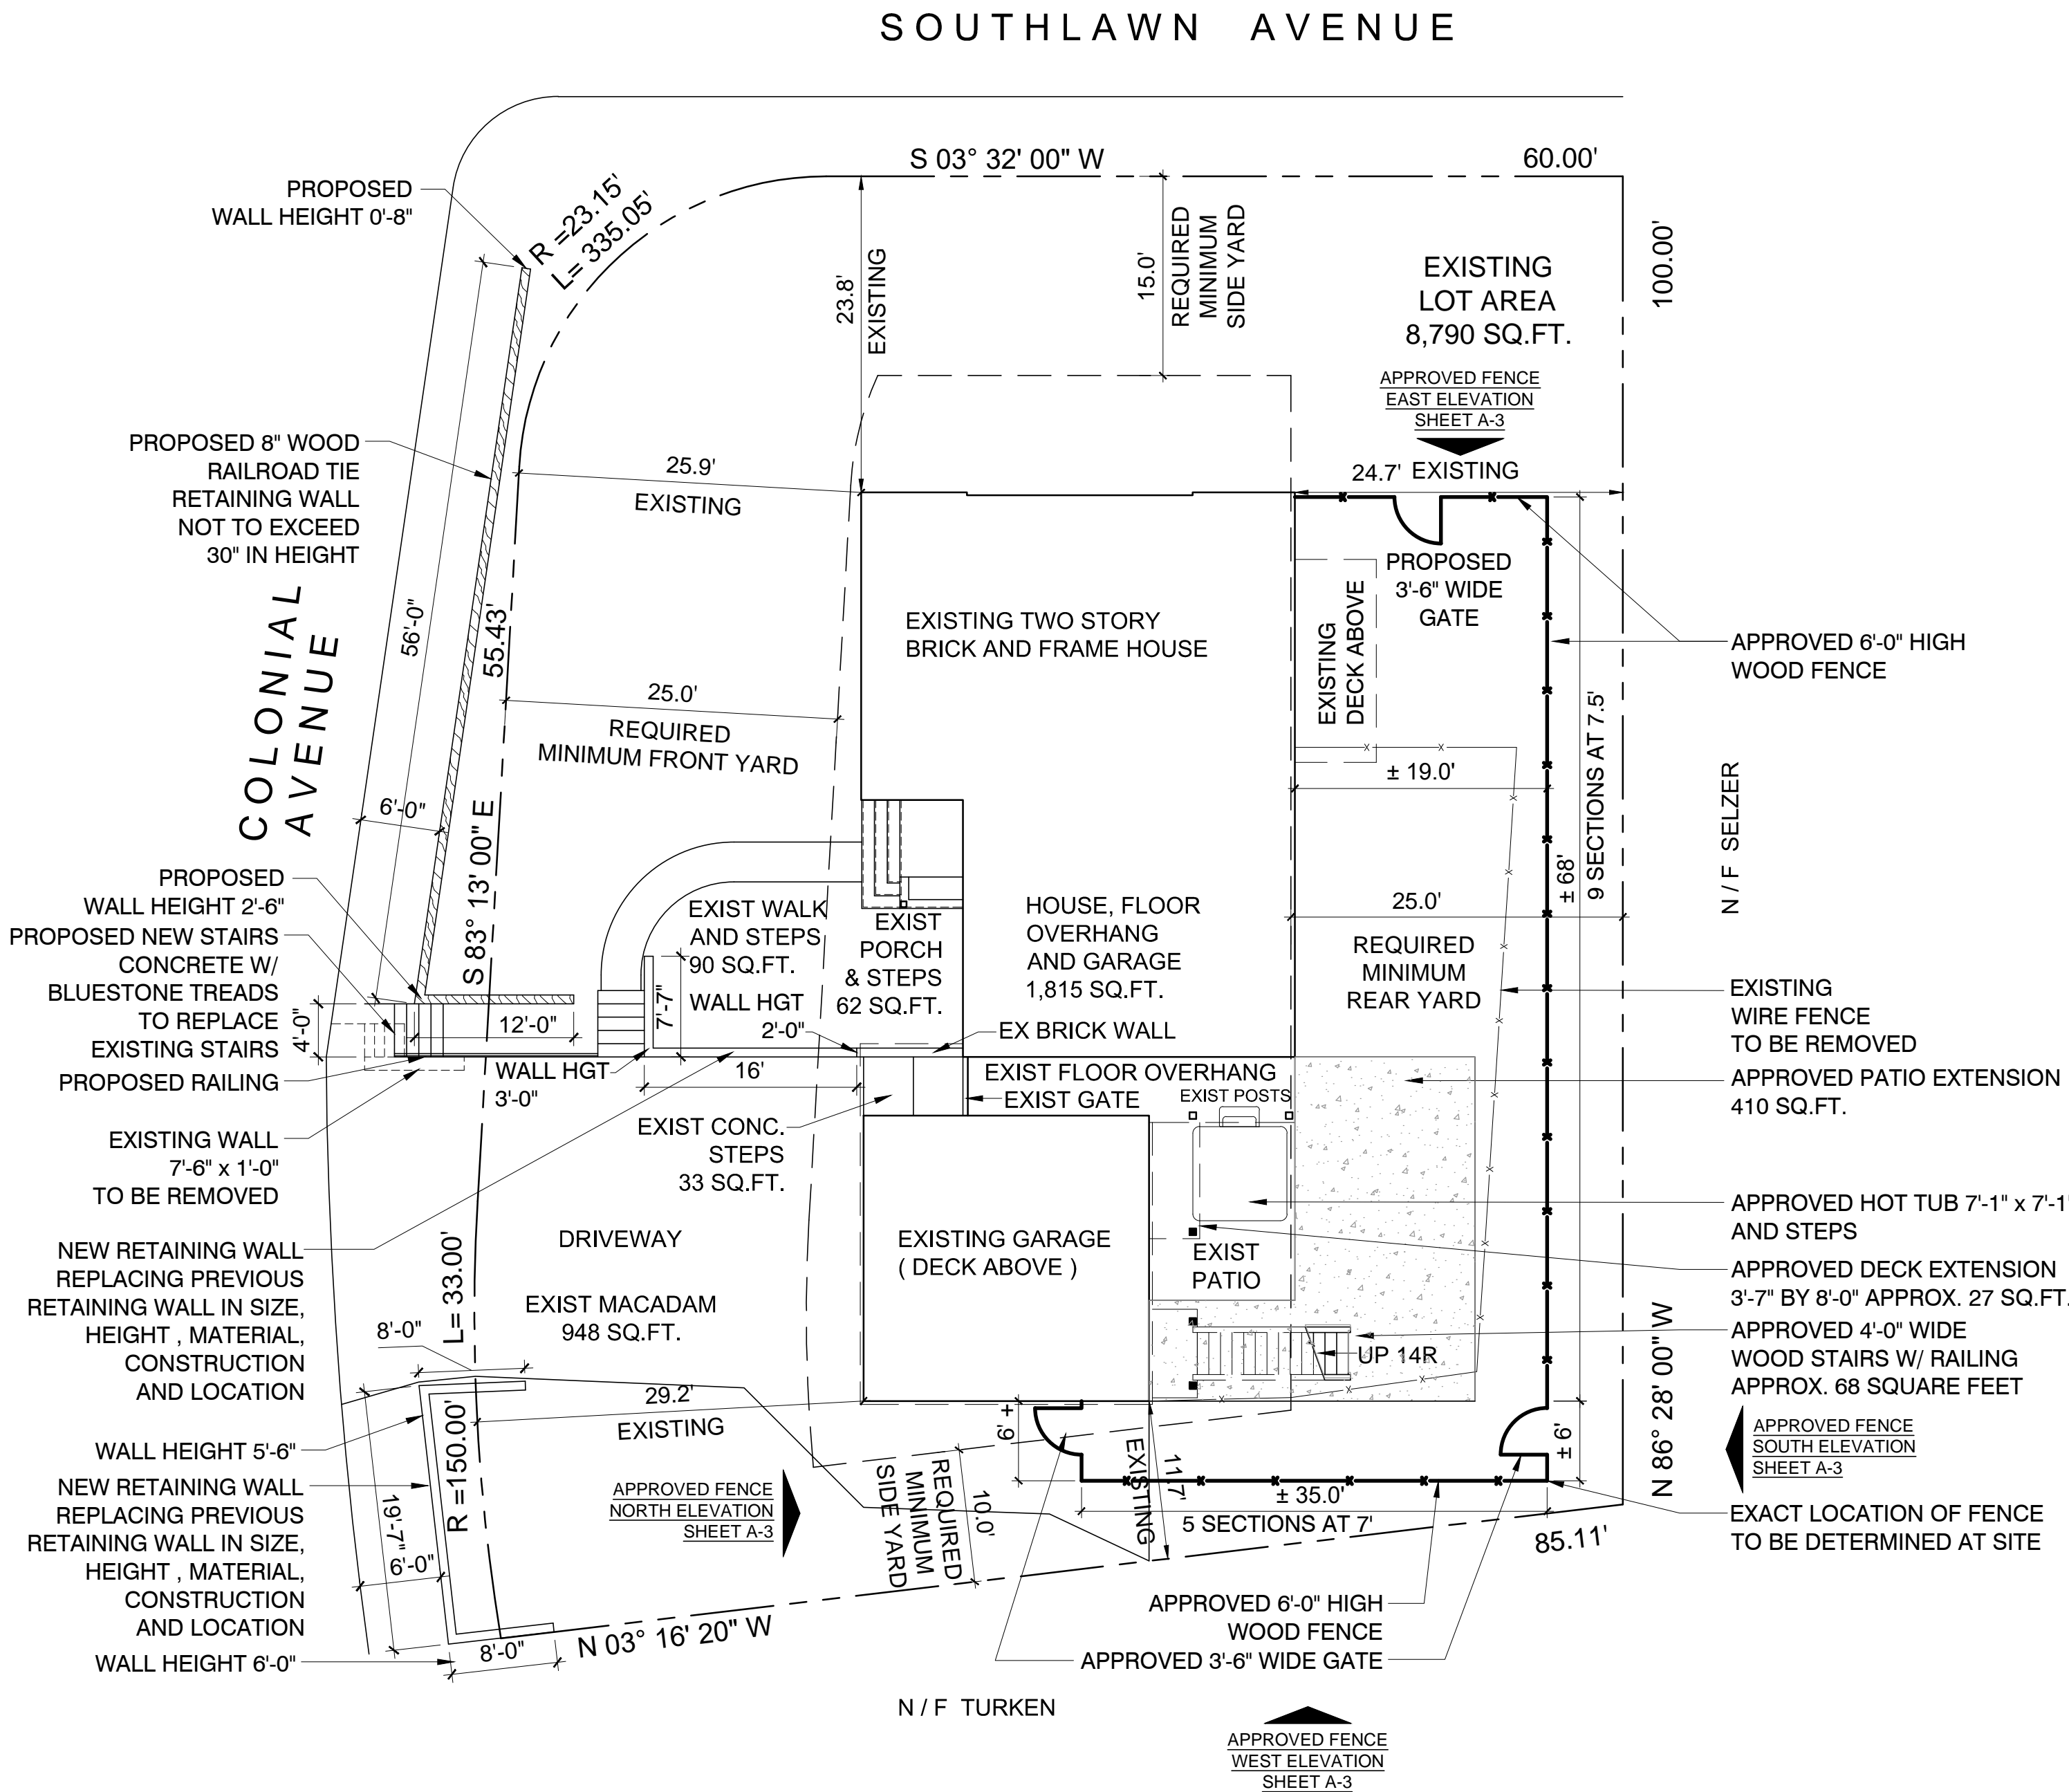 SOUTHLAWN AVENUE
S 03° 32' 00" W
60.00'
PROPOSED
WALL HEIGHT 0'-8"
R =23.15'
L= 335.05'
23.8'
EXISTING
15.0'
REQUIRED
MINIMUM
SIDE YARD
EXISTING
LOT AREA
8,790 SQ.FT.
100.00'
APPROVED FENCE
EAST ELEVATION
SHEET A-3
PROPOSED 8" WOOD
RAILROAD TIE
RETAINING WALL
NOT TO EXCEED
30" IN HEIGHT
25.9'
EXISTING
24.7' EXISTING
COLONIAL
AVENUE
56'-0"
55.43'
EXISTING TWO STORY
BRICK AND FRAME HOUSE
EXISTING
DECK ABOVE
PROPOSED
3'-6" WIDE
GATE
APPROVED 6'-0" HIGH
WOOD FENCE
25.0'
REQUIRED
MINIMUM FRONT YARD
± 19.0'
9 SECTIONS AT 7.5'
± 68'
N / F SELZER
6'-0"
S 83° 13' 00" E
PROPOSED
WALL HEIGHT 2'-6"
PROPOSED NEW STAIRS
CONCRETE W/
BLUESTONE TREADS
TO REPLACE
EXISTING STAIRS
4'-0"
PROPOSED RAILING
12'-0"
EXIST WALK
AND STEPS
90 SQ.FT.
7'-7"
WALL HGT
2'-0"
EXIST
PORCH
& STEPS
62 SQ.FT.
HOUSE, FLOOR
OVERHANG
AND GARAGE
1,815 SQ.FT.
EX BRICK WALL
25.0'
REQUIRED
MINIMUM
REAR YARD
EXISTING
WIRE FENCE
TO BE REMOVED
WALL HGT
3'-0"
16'
EXIST FLOOR OVERHANG
EXIST GATE
EXIST POSTS
APPROVED PATIO EXTENSION
410 SQ.FT.
EXISTING WALL
7'-6" x 1'-0"
TO BE REMOVED
EXIST CONC.
STEPS
33 SQ.FT.
APPROVED HOT TUB 7'-1" x 7'-1"
AND STEPS
NEW RETAINING WALL
REPLACING PREVIOUS
RETAINING WALL IN SIZE,
HEIGHT , MATERIAL,
CONSTRUCTION
AND LOCATION
L= 33.00'
DRIVEWAY
EXIST MACADAM
948 SQ.FT.
EXISTING GARAGE
( DECK ABOVE )
EXIST
PATIO
APPROVED DECK EXTENSION
3'-7" BY 8'-0" APPROX. 27 SQ.FT.
APPROVED 4'-0" WIDE
WOOD STAIRS W/ RAILING
APPROX. 68 SQUARE FEET
UP 14R
8'-0"
29.2'
EXISTING
6' ±
± 6'
N 86° 28' 00" W
APPROVED FENCE
SOUTH ELEVATION
SHEET A-3
WALL HEIGHT 5'-6"
R =150.00'
NEW RETAINING WALL
REPLACING PREVIOUS
RETAINING WALL IN SIZE,
HEIGHT , MATERIAL,
CONSTRUCTION
AND LOCATION
19'-7"
6'-0"
APPROVED FENCE
NORTH ELEVATION
SHEET A-3
REQUIRED
MINIMUM
SIDE YARD
10.0'
EXISTING
11.7'
± 35.0'
5 SECTIONS AT 7'
85.11'
EXACT LOCATION OF FENCE
TO BE DETERMINED AT SITE
WALL HEIGHT 6'-0"
8'-0"
N 03° 16' 20" W
APPROVED 6'-0" HIGH
WOOD FENCE
APPROVED 3'-6" WIDE GATE
N / F TURKEN
APPROVED FENCE
WEST ELEVATION
SHEET A-3